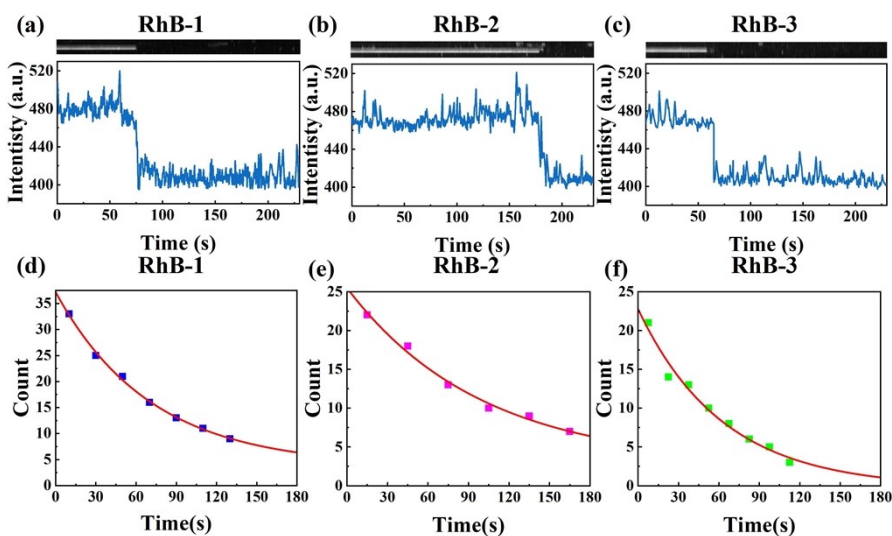 (a) RhB-1
Intentisty (a.u.)
520
480
440
400
0 50 100 150 200
Time (s)
(b) RhB-2
Intentisty (a.u.)
520
480
440
400
0 50 100 150 200
Time (s)
(c) RhB-3
Intentisty (a.u.)
520
480
440
400
0 50 100 150 200
Time (s)
(d) RhB-1
Count
35
30
25
20
15
10
5
0
0 30 60 90 120 150 180
Time(s)
(e) RhB-2
Count
25
20
15
10
5
0
0 30 60 90 120 150 180
Time(s)
(f) RhB-3
Count
25
20
15
10
5
0
0 30 60 90 120 150 180
Time(s)